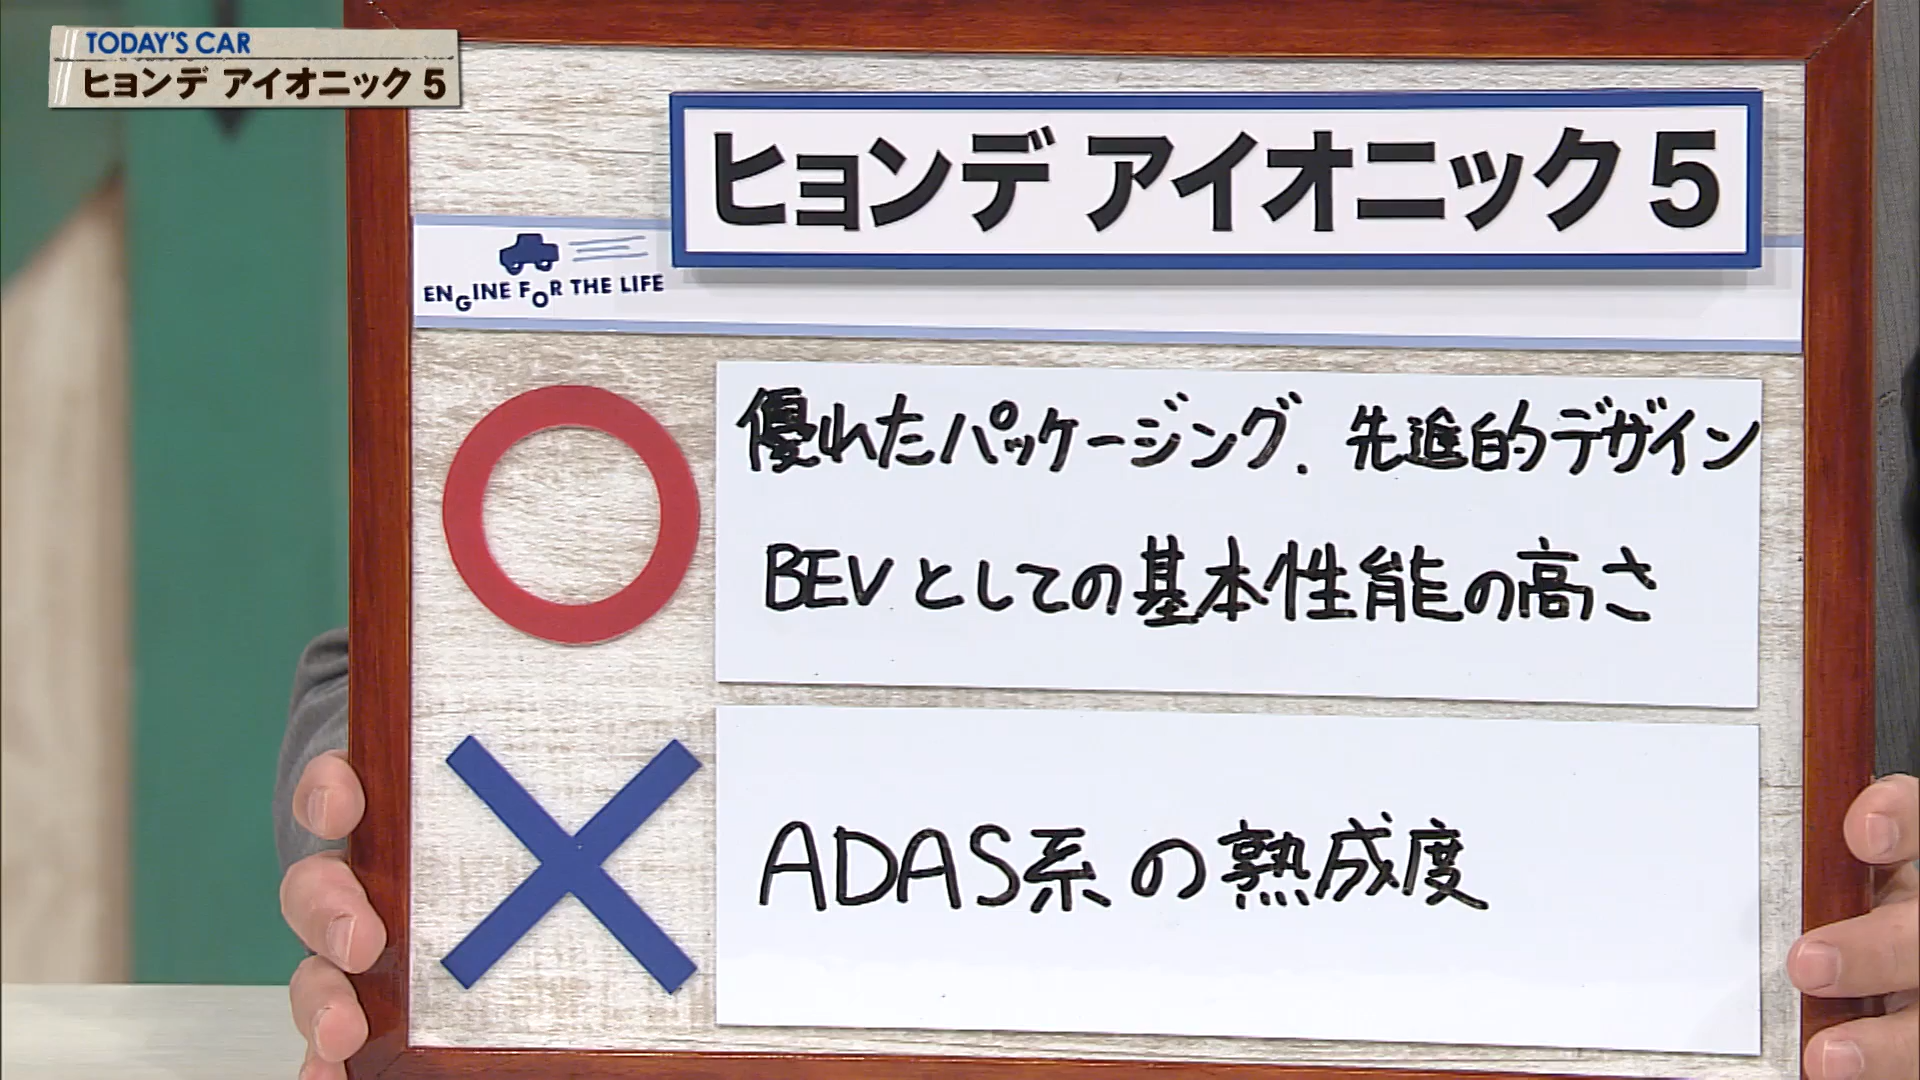 TODAY'S CAR
ヒョンデ アイオニック 5
ヒョンデ アイオニック 5
ENGINE FOR THE LIFE
優れたパッケージング. 先進的デザイン
BEVとしての基本性能の高さ
ADAS系の熟成度